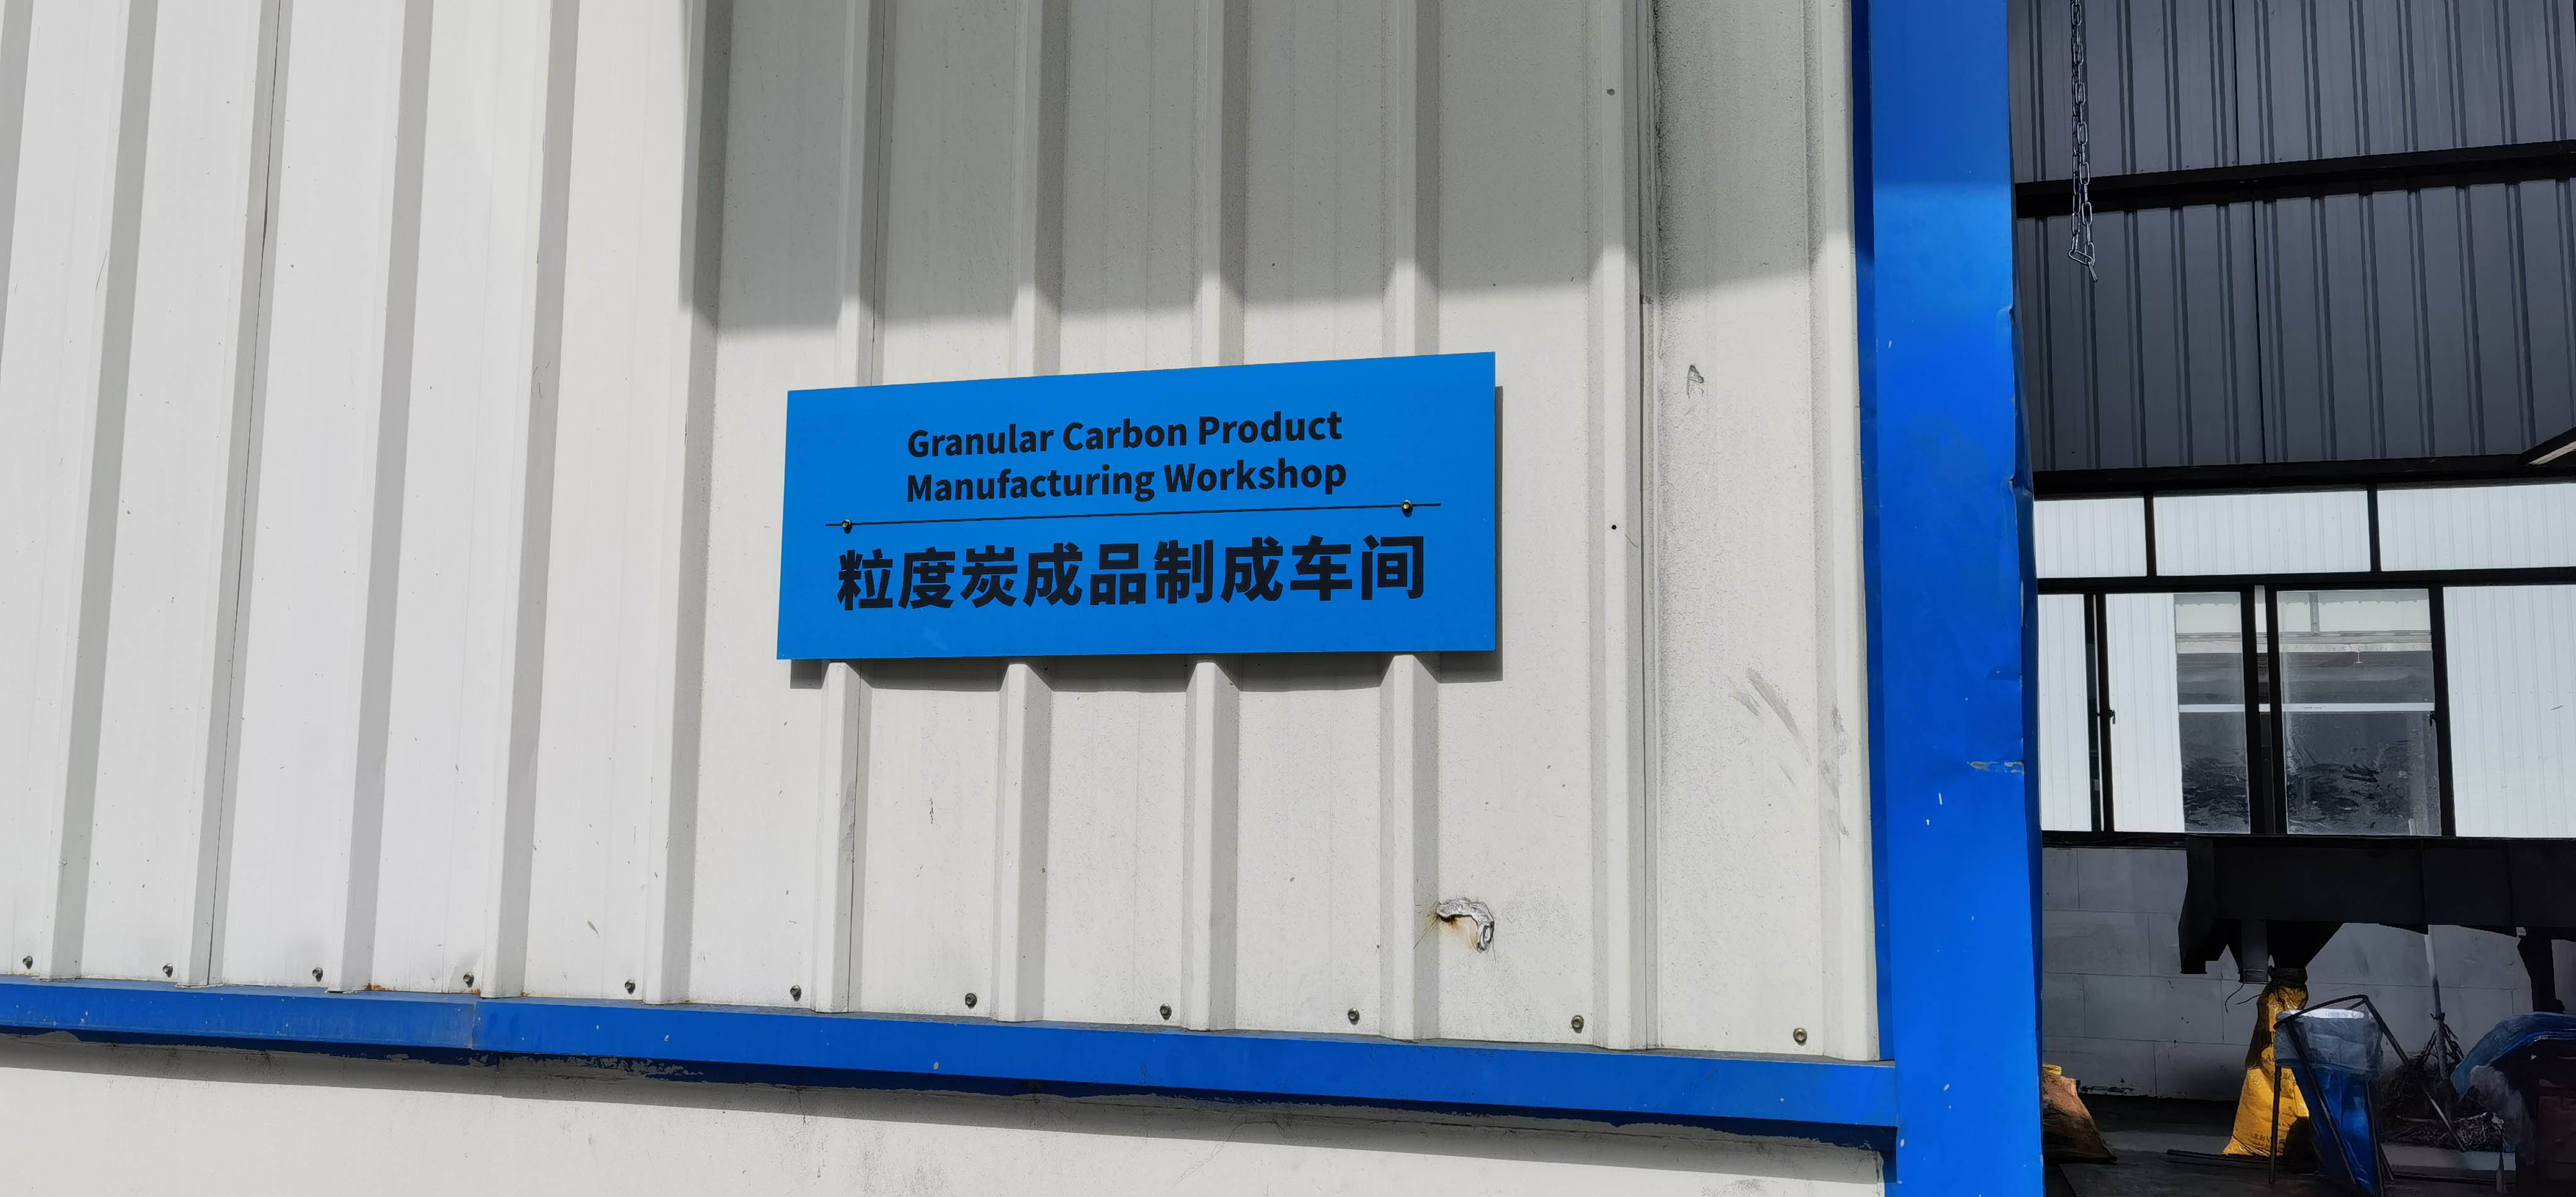 Granular Carbon Product
Manufacturing Workshop
粒度炭成品制成车间